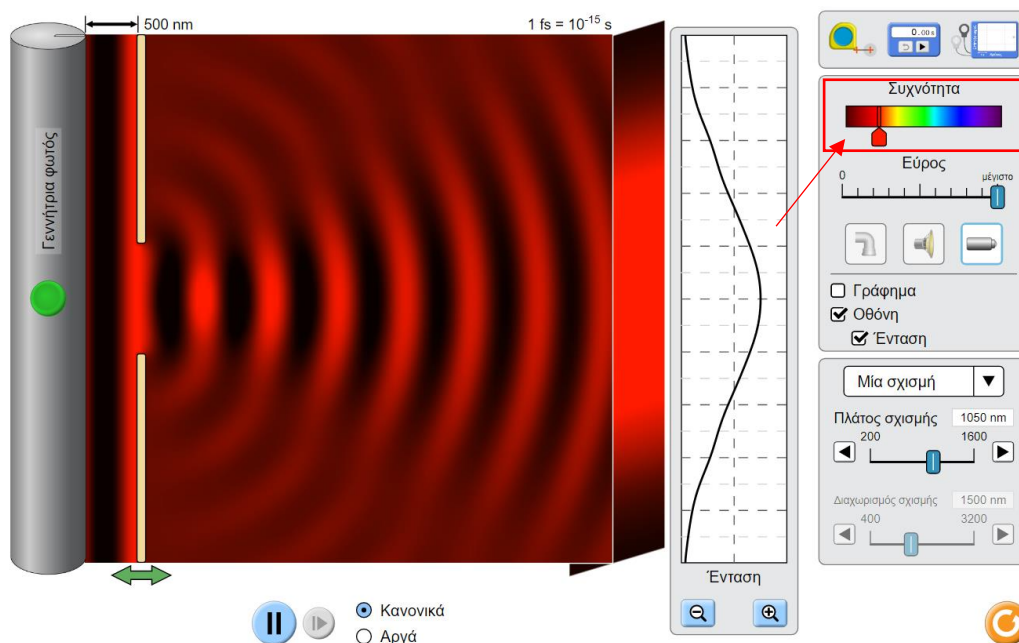 500 nm
1 fs = 10⁻¹⁵ s
Γεννήτρια φωτός
Ένταση
Κανονικά
Αργά
0.00 s
Συχνότητα
Εύρος
0 μέγιστο
Γράφημα
Οθόνη
Ένταση
Μία σχισμή
Πλάτος σχισμής 1050 nm
200 1600
Διαχωρισμός σχισμής 1500 nm
400 3200